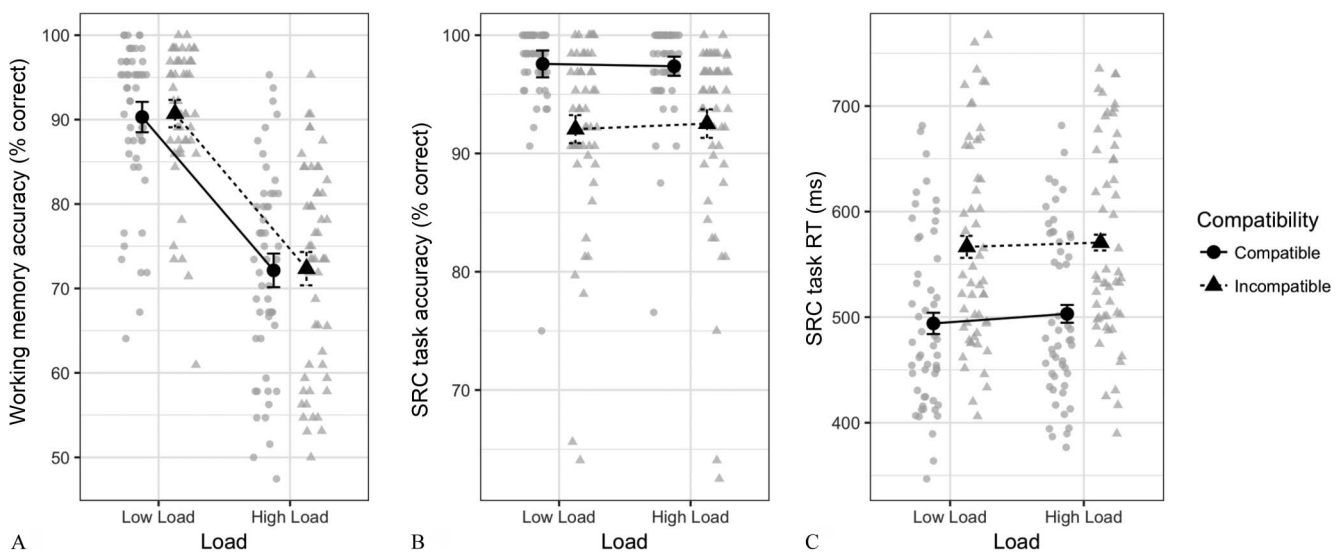 Working memory accuracy (% correct)
100
90
80
70
60
50
Low Load
High Load
Load
A
SRC task accuracy (% correct)
100
90
80
70
Low Load
High Load
Load
B
SRC task RT (ms)
700
600
500
400
Low Load
High Load
Load
C
Compatibility
Compatible
Incompatible